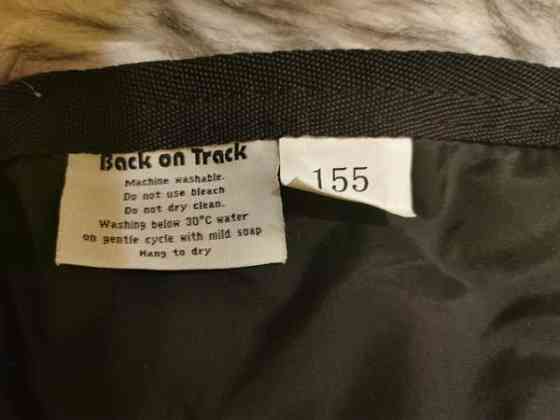 Back on Track
Machine washable.
Do not use bleach
Do not dry clean.
Washing below 30°C water
on gentle cycle with mild soap
Hang to dry
155